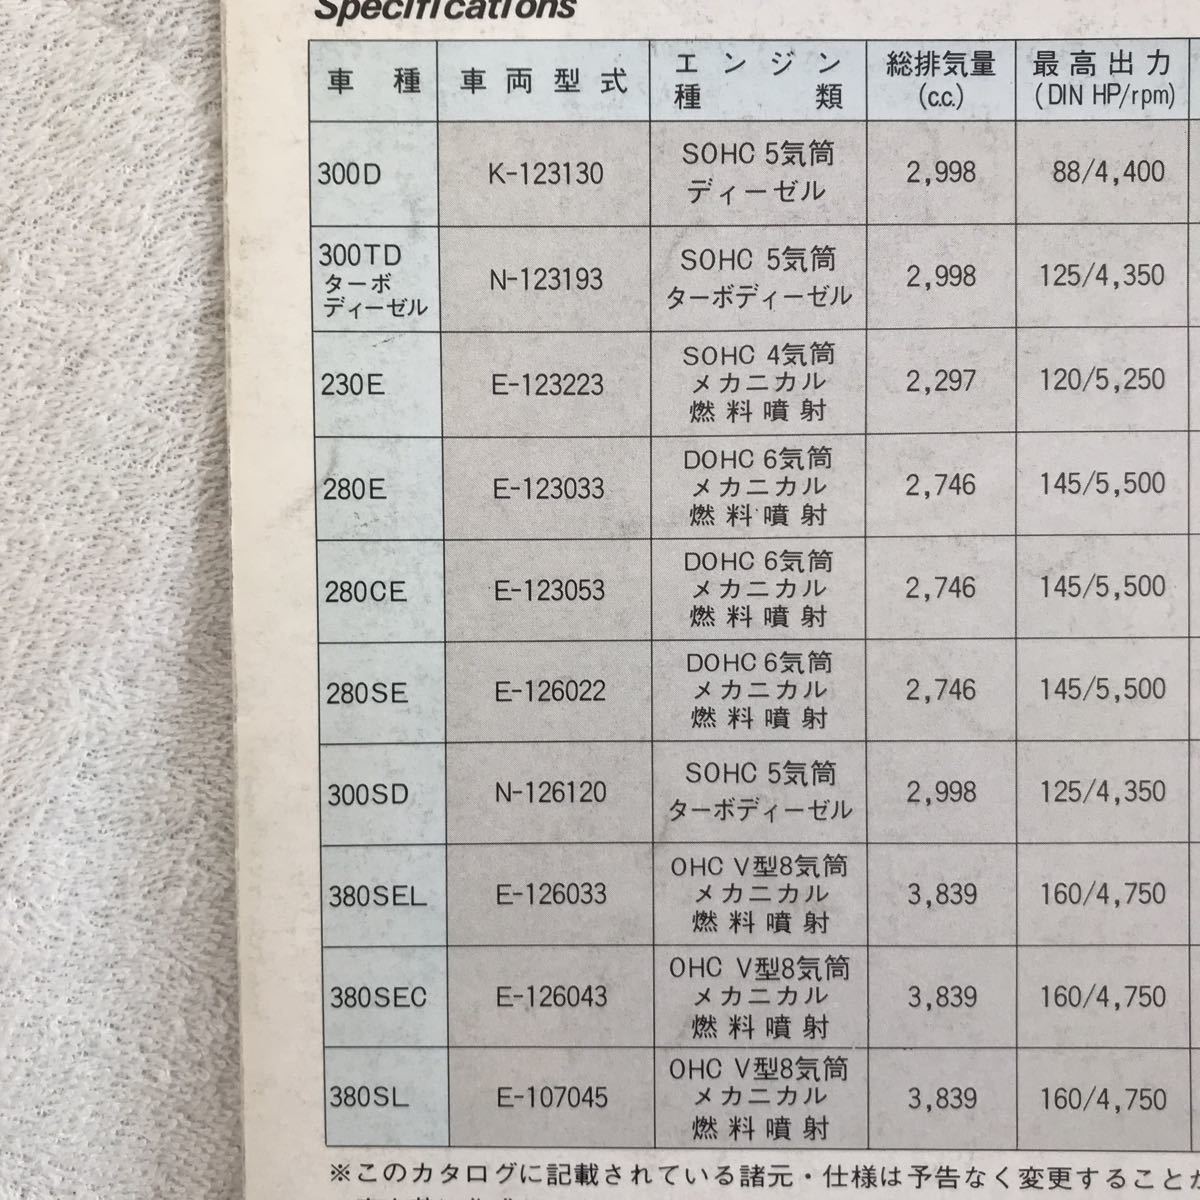 Specifications
車種 車両型式 エンジン種類 総排気量(c.c.) 最高出力(DIN HP/rpm)
300D K-123130 SOHC 5気筒 ディーゼル 2,998 88/4,400
300TD ターボディーゼル N-123193 SOHC 5気筒 ターボディーゼル 2,998 125/4,350
230E E-123223 SOHC 4気筒 メカニカル 燃料噴射 2,297 120/5,250
280E E-123033 DOHC 6気筒 メカニカル 燃料噴射 2,746 145/5,500
280CE E-123053 DOHC 6気筒 メカニカル 燃料噴射 2,746 145/5,500
280SE E-126022 DOHC 6気筒 メカニカル 燃料噴射 2,746 145/5,500
300SD N-126120 SOHC 5気筒 ターボディーゼル 2,998 125/4,350
380SEL E-126033 OHC V型8気筒 メカニカル 燃料噴射 3,839 160/4,750
380SEC E-126043 OHC V型8気筒 メカニカル 燃料噴射 3,839 160/4,750
380SL E-107045 OHC V型8気筒 メカニカル 燃料噴射 3,839 160/4,750
※このカタログに記載されている諸元・仕様は予告なく変更することが